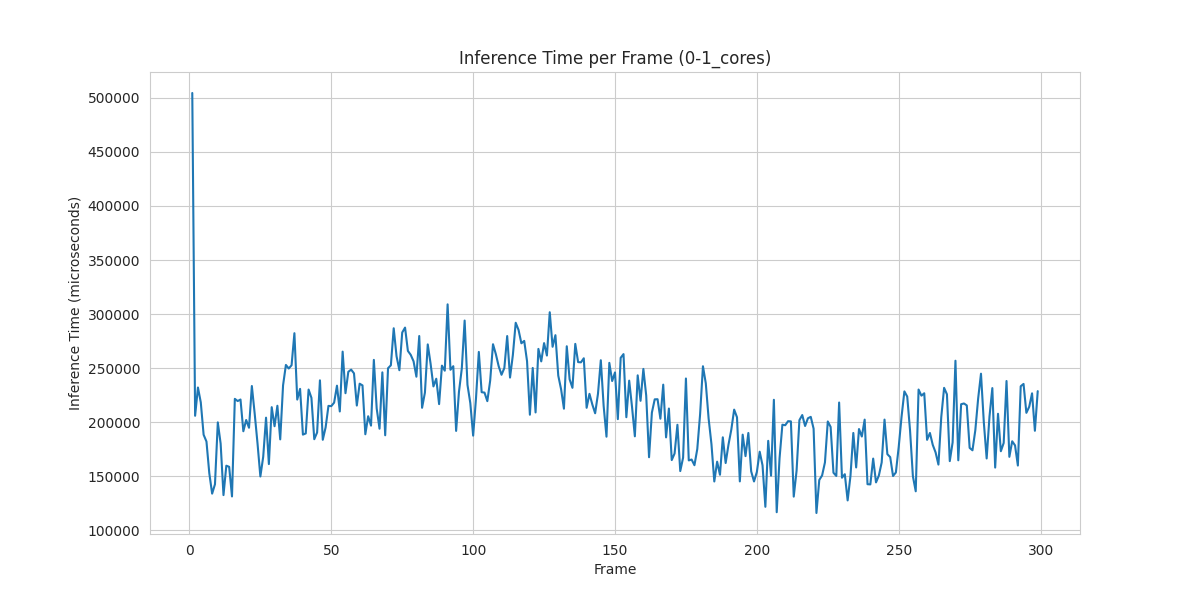 Inference Time per Frame (0-1_cores)
500000
450000
400000
350000
300000
250000
200000
150000
100000
Inference Time (microseconds)
0 50 100 150 200 250 300
Frame